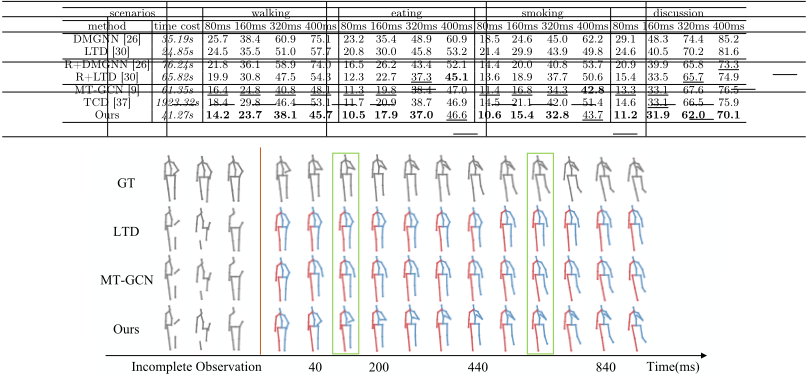 scenarios walking eating smoking discussion
method time cost 80ms 160ms 320ms 400ms 80ms 160ms 320ms 400ms 80ms 160ms 320ms 400ms 80ms 160ms 320ms 400ms
DMGNN [26] 35.19s 25.7 38.4 60.9 75.1 23.2 35.4 48.9 60.9 18.5 24.6 45.0 62.2 29.1 48.3 74.4 85.2
LTD [30] 24.85s 24.5 35.5 51.0 57.7 20.8 30.0 45.8 53.2 21.4 29.9 43.9 49.8 24.6 40.5 70.2 81.6
R+DMGNN [26] 76.24s 21.8 36.1 58.9 74.0 16.5 26.2 43.4 52.1 14.4 20.0 40.8 53.7 20.9 39.9 65.8 73.3
R+LTD [30] 65.82s 19.9 30.8 47.5 54.3 12.3 22.7 37.3 45.1 13.6 18.9 37.7 50.6 15.4 33.5 65.7 74.9
MT-GCN [9] 61.35s 16.4 24.8 40.8 48.1 11.3 19.8 38.4 47.0 11.4 16.8 34.3 42.8 13.3 33.1 67.6 76.5
TCD [37] 1923.32s 18.4 29.8 46.4 53.1 11.7 20.9 38.7 46.9 14.5 21.1 42.0 51.4 14.6 33.1 66.5 75.9
Ours 41.27s 14.2 23.7 38.1 45.7 10.5 17.9 37.0 46.6 10.6 15.4 32.8 43.7 11.2 31.9 62.0 70.1
GT
LTD
MT-GCN
Ours
Incomplete Observation 40 200 440 840 Time(ms)